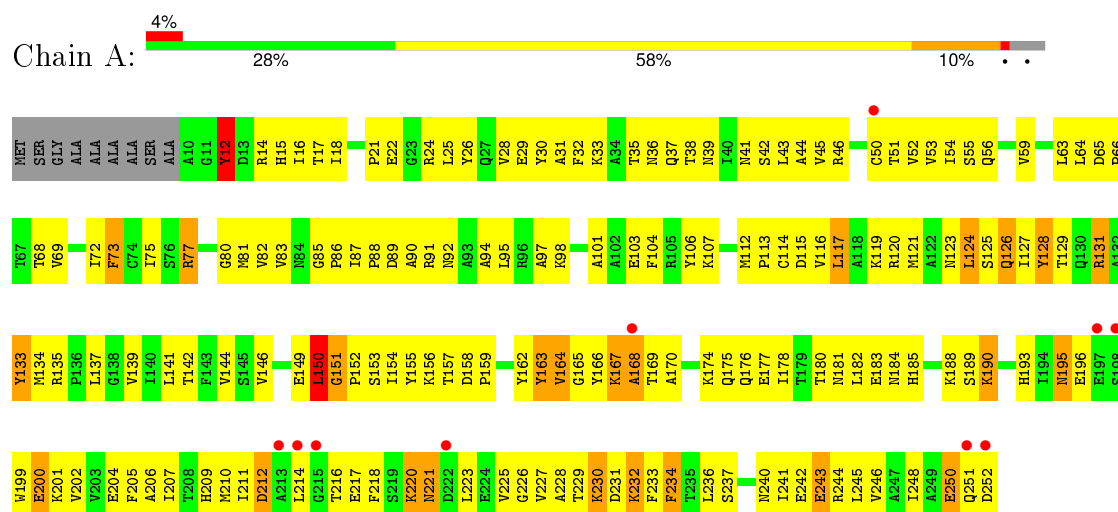 4%
Chain A:
28% 58% 10% • •
MET SER GLY ALA ALA ALA ALA SER ALA A10 G11 Y12 D13 R14 H15 I16 T17 I18 P21 E22 G23 R24 L25 Y26 Q27 V28 E29 Y30 A31 F32 K33 A34 T35 N36 Q37 T38 N39 I40 N41 S42 L43 A44 V45 R46 C50 T51 V52 V53 I54 S55 Q56 V59 L63 L64 D65 P66
T67 T68 V69 I72 F73 C74 I75 S76 R77 G80 M81 V82 V83 N84 G85 P86 I87 P88 D89 A90 R91 N92 A93 A94 L95 R96 A97 K98 A101 A102 E103 F104 R105 Y106 K107 M112 P113 C114 D115 V116 L117 A118 K119 R120 M121 A122 N123 L124 S125 Q126 I127 Y128 T129 Q130 R131 A132
Y133 M134 R135 P136 L137 G138 V139 I140 L141 T142 F143 V144 S145 V146 E149 L150 G151 P152 S153 I154 Y155 K156 T157 D158 P159 Y162 Y163 V164 G165 Y166 K167 A168 T169 A170 K174 Q175 Q176 E177 I178 T179 T180 N181 L182 E183 N184 H185 K188 S189 K190 H193 I194 N195 E196 E197 S198
W199 E200 K201 V202 V203 E204 F205 A206 I207 T208 H209 M210 I211 D212 A213 L214 G215 T216 E217 F218 S219 K220 N221 D222 L223 E224 V225 G226 V227 A228 T229 K230 D231 K232 F233 F234 T235 L236 S237 N240 I241 E242 E243 R244 L245 V246 A247 I248 A249 E250 Q251 D252